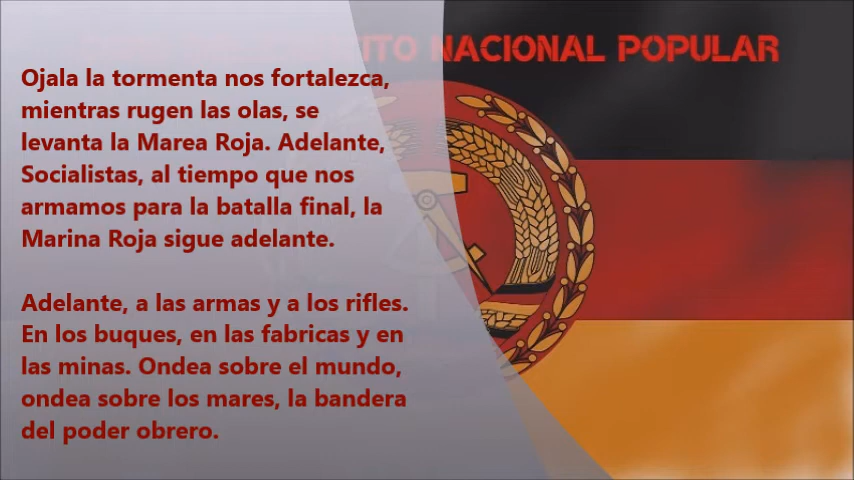 NACIONAL POPULAR
Ojala la tormenta nos fortalezca,
mientras rugen las olas, se
levanta la Marea Roja. Adelante,
Socialistas, al tiempo que nos
armamos para la batalla final, la
Marina Roja sigue adelante.
Adelante, a las armas y a los rifles.
En los buques, en las fabricas y en
las minas. Ondea sobre el mundo,
ondea sobre los mares, la bandera
del poder obrero.